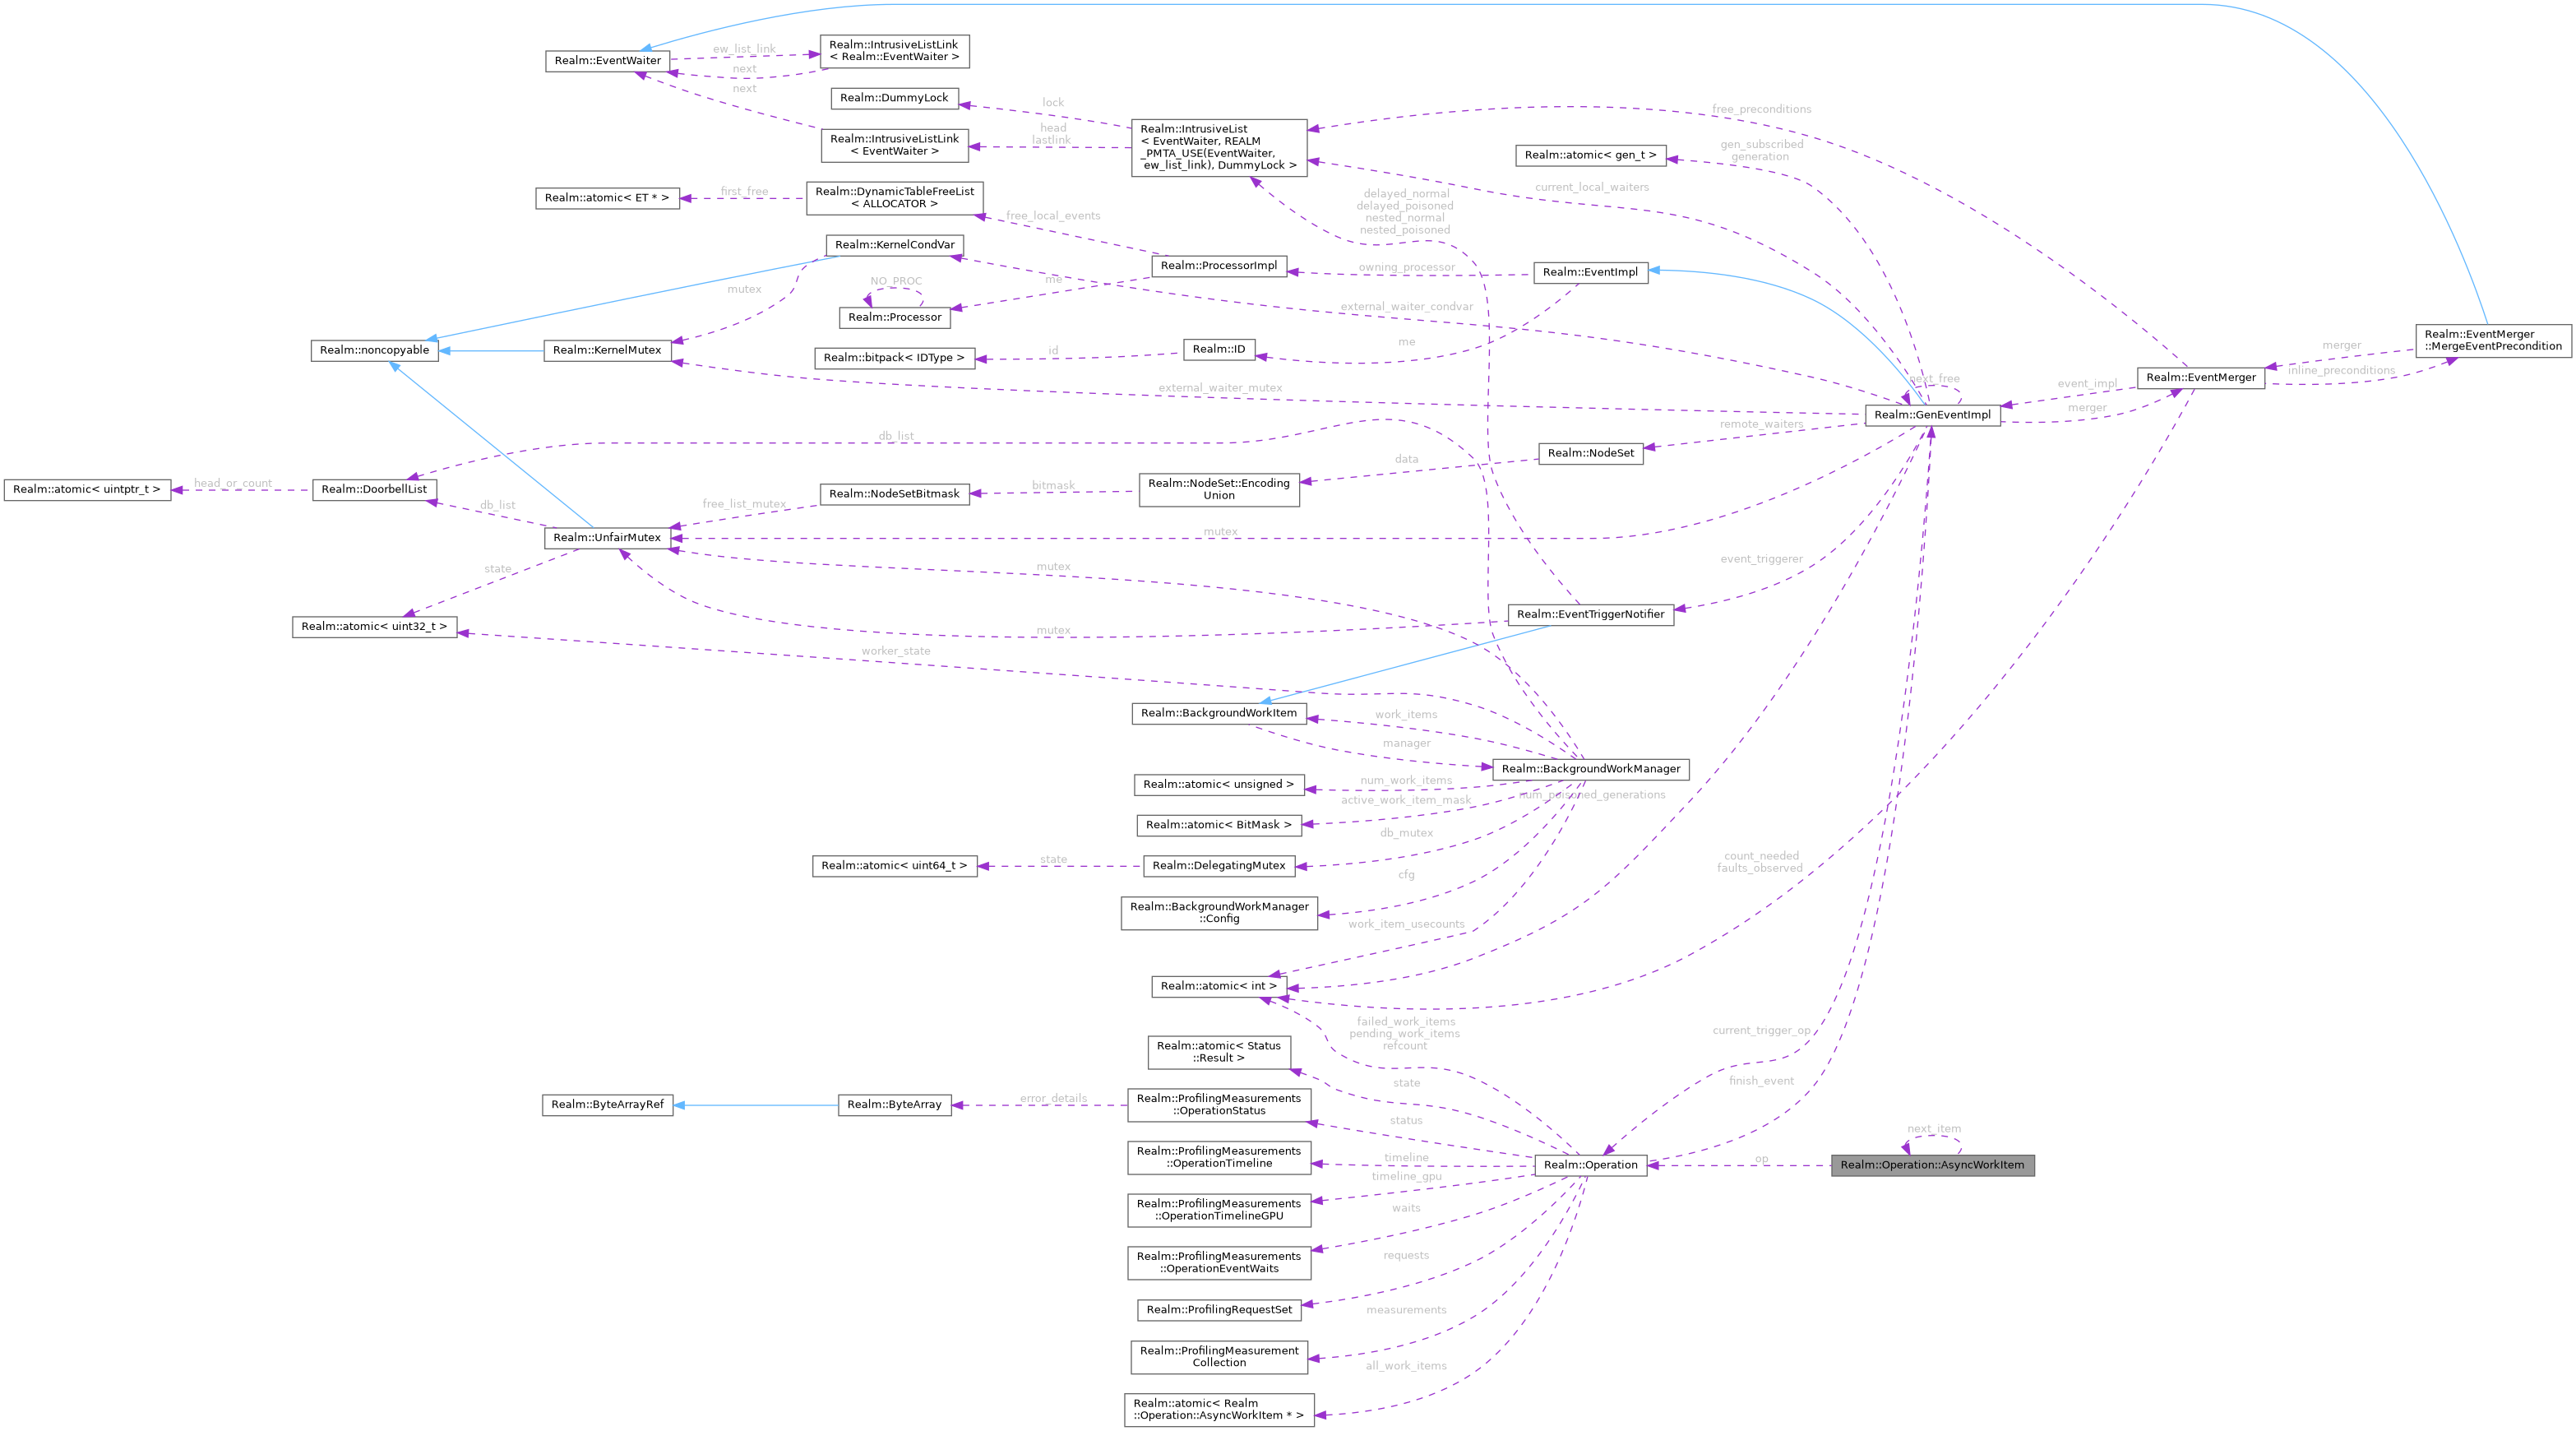 Realm::EventWaiter
ew_list_link
next
next
Realm::IntrusiveListLink
< Realm::EventWaiter >
Realm::DummyLock
lock
Realm::IntrusiveListLink
< EventWaiter >
head
lastlink
Realm::IntrusiveList
< EventWaiter, REALM
_PMTA_USE(EventWaiter,
ew_list_link), DummyLock >
free_preconditions
gen_subscribed
generation
Realm::atomic< gen_t >
current_local_waiters
delayed_normal
delayed_poisoned
nested_normal
nested_poisoned
Realm::atomic< ET * >
first_free
Realm::DynamicTableFreeList
< ALLOCATOR >
free_local_events
Realm::KernelCondVar
Realm::ProcessorImpl
owning_processor
Realm::EventImpl
mutex
NO_PROC
me
Realm::Processor
external_waiter_condvar
Realm::noncopyable
Realm::KernelMutex
Realm::bitpack< IDType >
id
Realm::ID
me
external_waiter_mutex
Realm::EventMerger
::MergeEventPrecondition
merger
inline_preconditions
Realm::EventMerger
event_impl
merger
next_free
Realm::GenEventImpl
remote_waiters
db_list
Realm::NodeSet
data
Realm::atomic< uintptr_t >
head_or_count
Realm::DoorbellList
db_list
Realm::NodeSetBitmask
bitmask
Realm::NodeSet::Encoding
Union
free_list_mutex
Realm::UnfairMutex
mutex
state
mutex
event_triggerer
Realm::atomic< uint32_t >
mutex
Realm::EventTriggerNotifier
worker_state
Realm::BackgroundWorkItem
work_items
manager
Realm::BackgroundWorkManager
Realm::atomic< unsigned >
num_work_items
num_poisoned_generations
active_work_item_mask
Realm::atomic< BitMask >
db_mutex
Realm::atomic< uint64_t >
state
Realm::DelegatingMutex
cfg
count_needed
faults_observed
Realm::BackgroundWorkManager
::Config
work_item_usecounts
Realm::atomic< int >
failed_work_items
pending_work_items
refcount
current_trigger_op
Realm::atomic< Status
::Result >
state
finish_event
Realm::ByteArrayRef
Realm::ByteArray
error_details
Realm::ProfilingMeasurements
::OperationStatus
status
next_item
Realm::ProfilingMeasurements
::OperationTimeline
timeline
Realm::Operation
op
Realm::Operation::AsyncWorkItem
timeline_gpu
Realm::ProfilingMeasurements
::OperationTimelineGPU
waits
Realm::ProfilingMeasurements
::OperationEventWaits
requests
Realm::ProfilingRequestSet
measurements
Realm::ProfilingMeasurement
Collection
all_work_items
Realm::atomic< Realm
::Operation::AsyncWorkItem * >